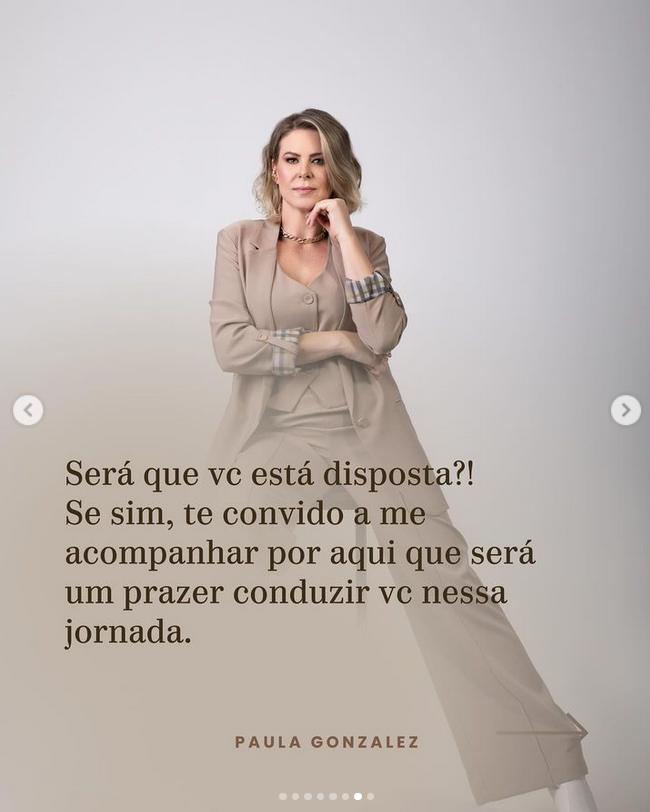 Será que vc está disposta?!
Se sim, te convido a me
acompanhar por aqui que será
um prazer conduzir vc nessa
jornada.
PAULA GONZALEZ